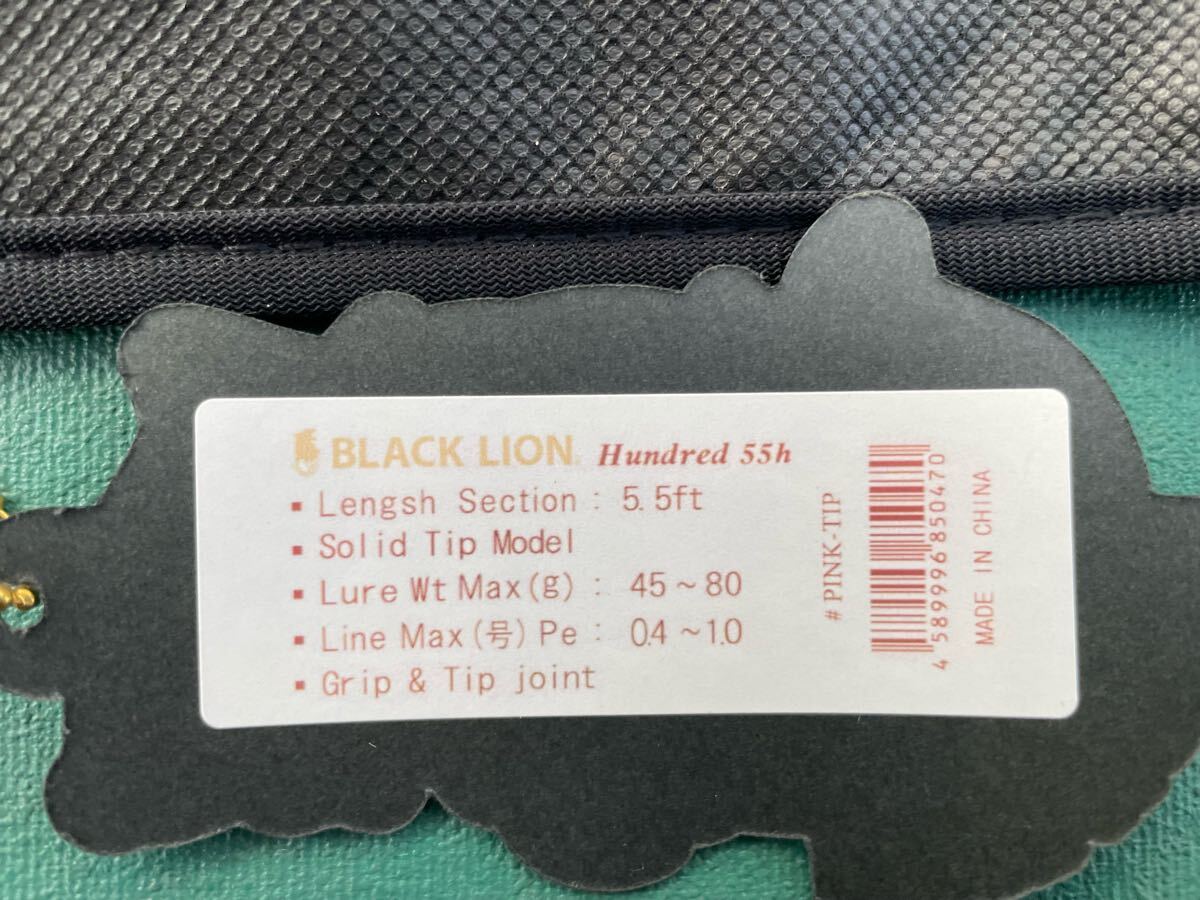 BLACK LION Hundred 55h
▪ Lengsh Section : 5.5ft
▪ Solid Tip Model
▪ Lure Wt Max(g) : 45~80
▪ Line Max(号)Pe : 0.4~1.0
▪ Grip & Tip joint
# PINK-TIP
4 589996 850470
MADE IN CHINA